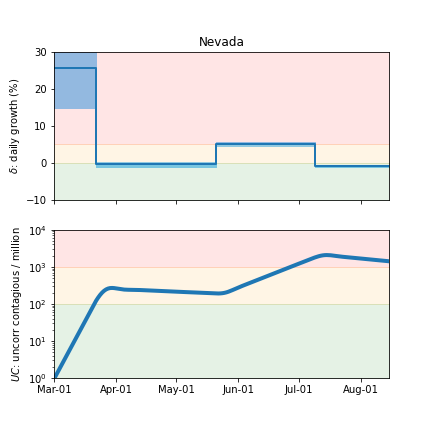 Nevada
δ: daily growth (%)
30
20
10
0
−10
UC: uncorr contagious / million
10⁴
10³
10²
10¹
10⁰
Mar-01 Apr-01 May-01 Jun-01 Jul-01 Aug-01